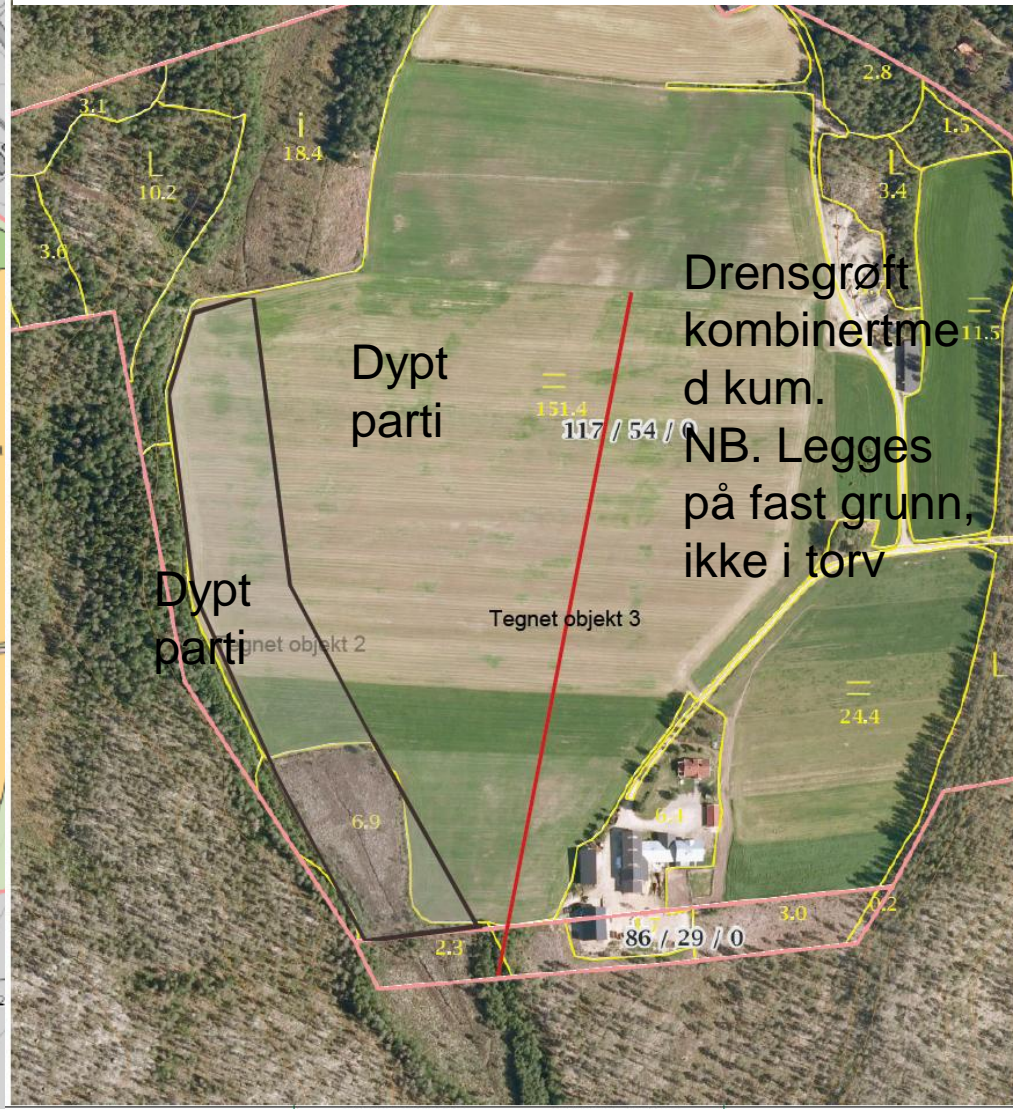 2.8
3.1
i
18.4
1.5
L
10.2
L
3.4
3.6
Drensgrøft
kombinertme
d kum.
NB. Legges
på fast grunn,
ikke i torv
11.5
Dypt
parti
151.4
117 / 54 / 0
Dypt
parti
Tegnet objekt 3
Tegnet objekt 2
L
24.4
6.9
6.4
3.0
0.2
2.3
86 / 29 / 0